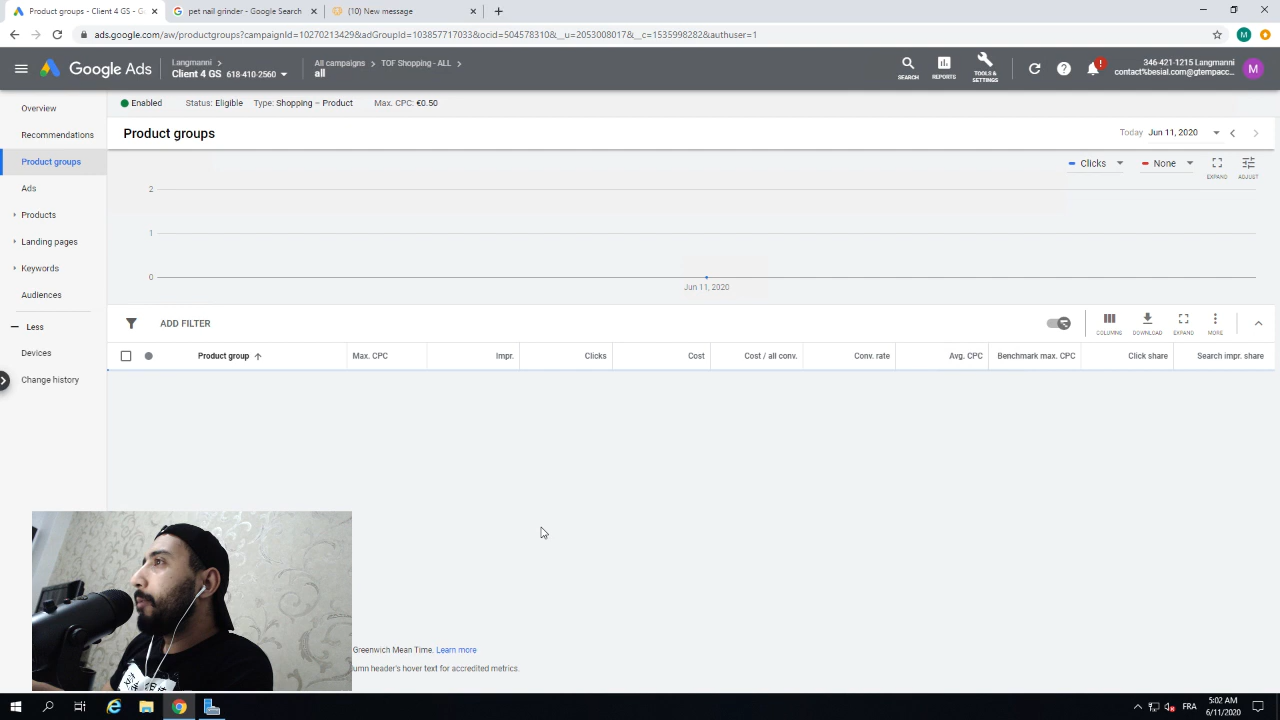 Product groups - Client 4 GS - G
pet nail grinder - Google Search
(10) New message
ads.google.com/aw/productgroups?campaignId=10270213429&adGroupId=103857717033&ocid=504578310&__u=2053008017&__c=1535998282&authuser=1
M
Google Ads
Langmanni
Client 4 GS 618-410-2560
All campaigns
all
TOF Shopping - ALL
SEARCH
REPORTS
TOOLS &
SETTINGS
346-421-1215 Langmanni
contact%besial.com@gtempacc...
M
Overview
Recommendations
Product groups
Ads
Products
Landing pages
Keywords
Audiences
Less
Devices
Change history
Enabled Status: Eligible Type: Shopping – Product Max. CPC: €0.50
Product groups
Today Jun 11, 2020
Clicks
None
EXPAND
ADJUST
2
1
0
Jun 11, 2020
ADD FILTER
COLUMNS
DOWNLOAD
EXPAND
MORE
Product group Max. CPC Impr. Clicks Cost Cost / all conv. Conv. rate Avg. CPC Benchmark max. CPC Click share Search impr. share
Greenwich Mean Time. Learn more
lumn header's hover text for accredited metrics.
FRA
5:02 AM
6/11/2020